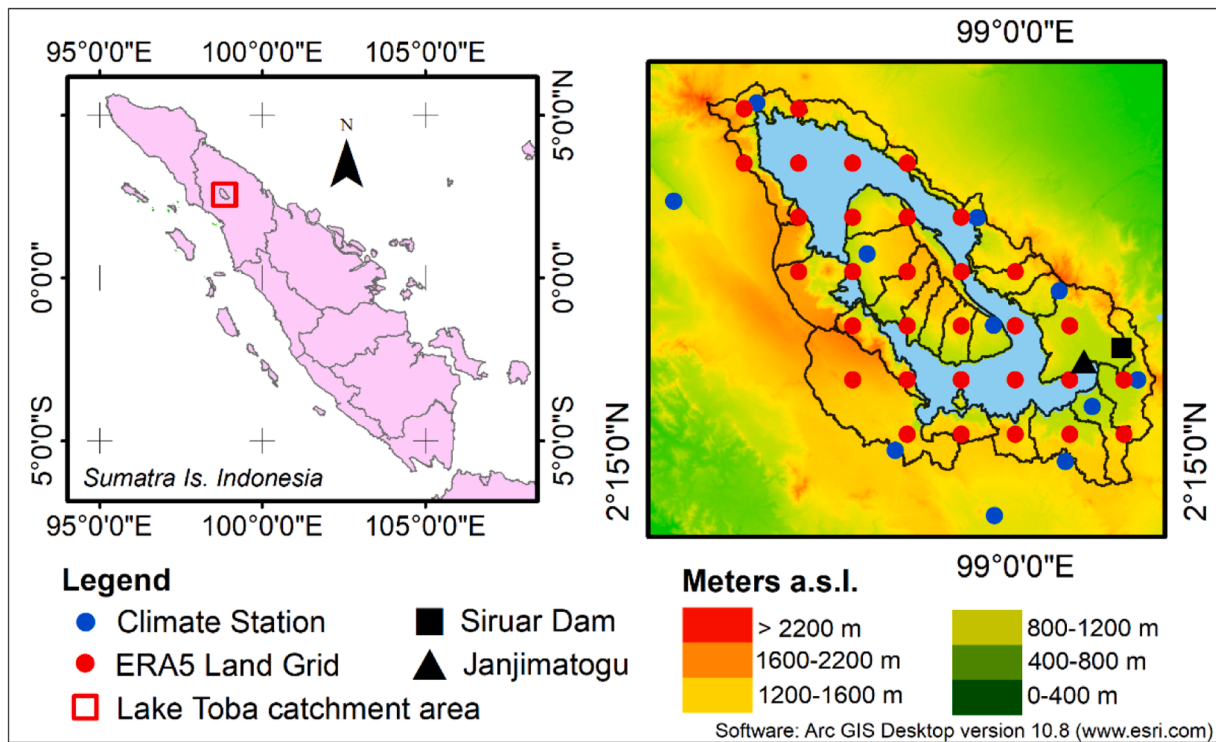 95°0'0"E 100°0'0"E 105°0'0"E
99°0'0"E
5°0'0"N
0°0'0"
5°0'0"S
N
5°0'0"N
0°0'0"
5°0'0"S
Sumatra Is. Indonesia
95°0'0"E 100°0'0"E 105°0'0"E
2°15'0"N
2°15'0"N
99°0'0"E
Legend
Climate Station
Siruar Dam
ERA5 Land Grid
Janjimatogu
Lake Toba catchment area
Meters a.s.l.
> 2200 m
1600-2200 m
1200-1600 m
800-1200 m
400-800 m
0-400 m
Software: Arc GIS Desktop version 10.8 (www.esri.com)